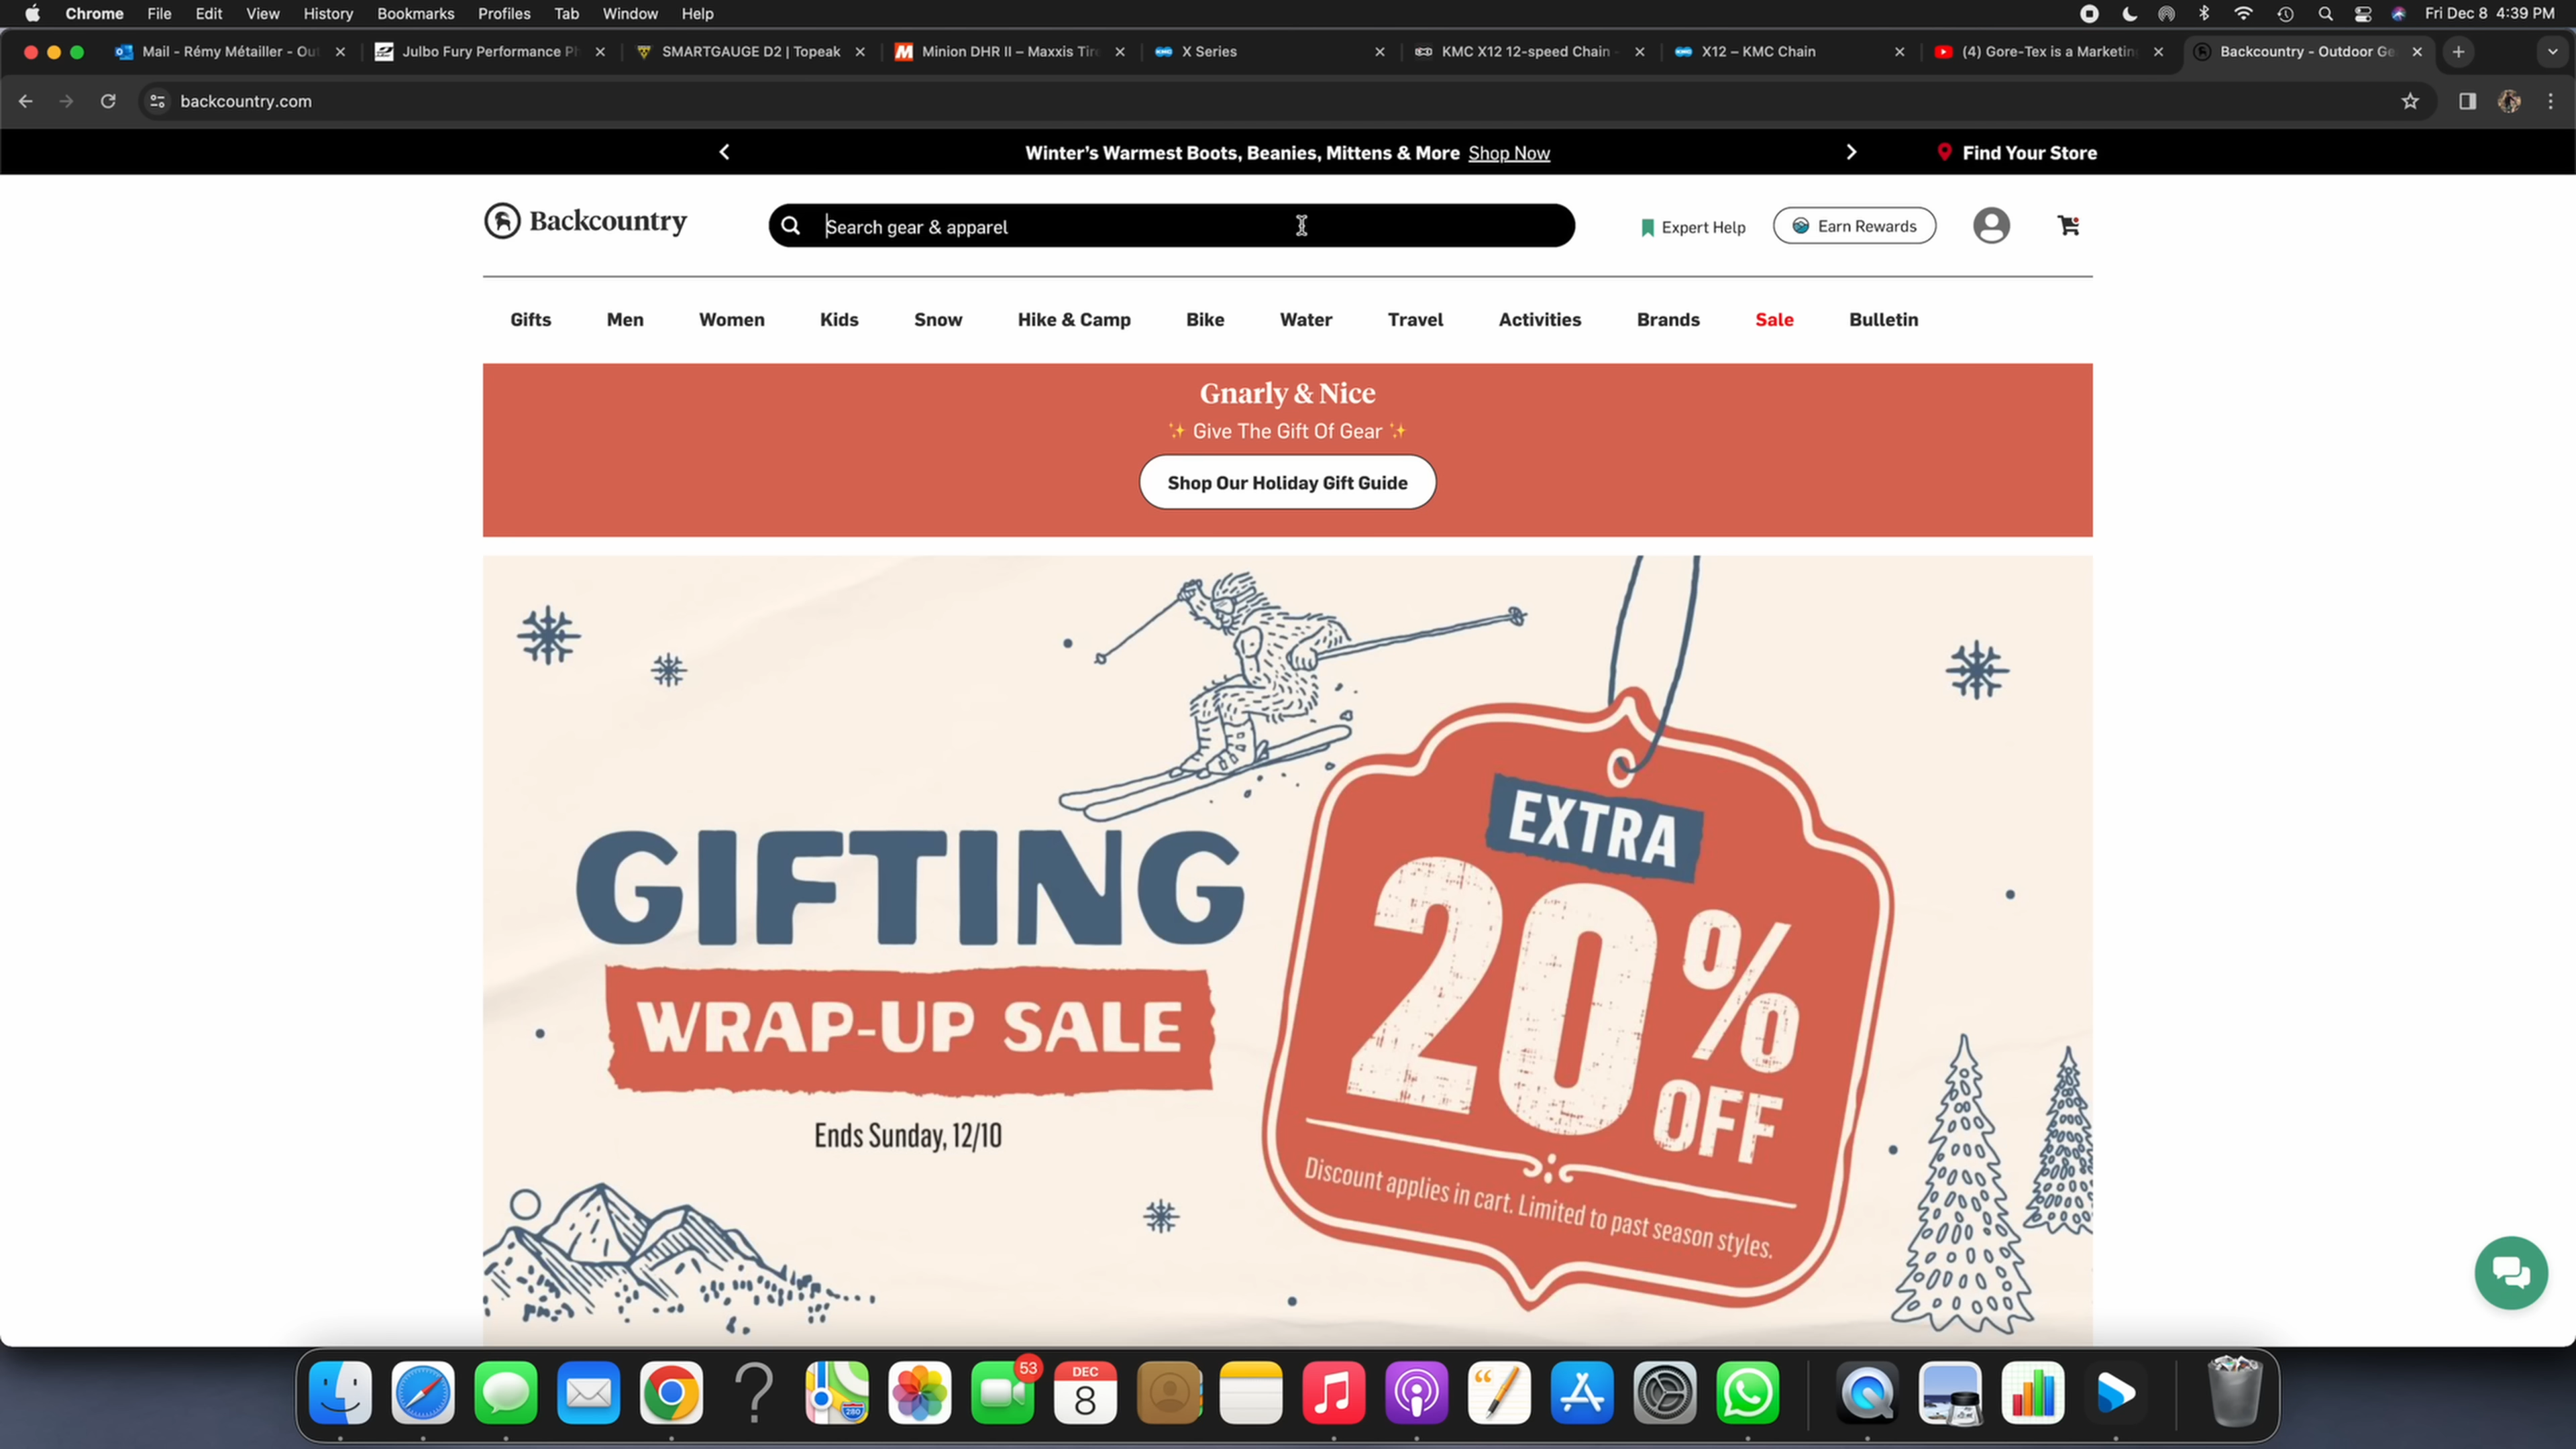 Chrome File Edit View History Bookmarks Profiles Tab Window Help Fri Dec 8 4:39 PM
Mail - Rémy Métailler - Ou Julbo Fury Performance P SMARTGAUGE D2 | Topeak Minion DHR II – Maxxis Tir X Series KMC X12 12-speed Chain - X12 – KMC Chain (4) Gore-Tex is a Marketin Backcountry - Outdoor Ge
backcountry.com
Winter's Warmest Boots, Beanies, Mittens & More Shop Now Find Your Store
Backcountry Search gear & apparel Expert Help Earn Rewards
Gifts Men Women Kids Snow Hike & Camp Bike Water Travel Activities Brands Sale Bulletin
Gnarly & Nice
✨ Give The Gift Of Gear ✨
Shop Our Holiday Gift Guide
GIFTING
WRAP-UP SALE
Ends Sunday, 12/10
EXTRA
20%
OFF
Discount applies in cart. Limited to past season styles.
53
DEC
8
280